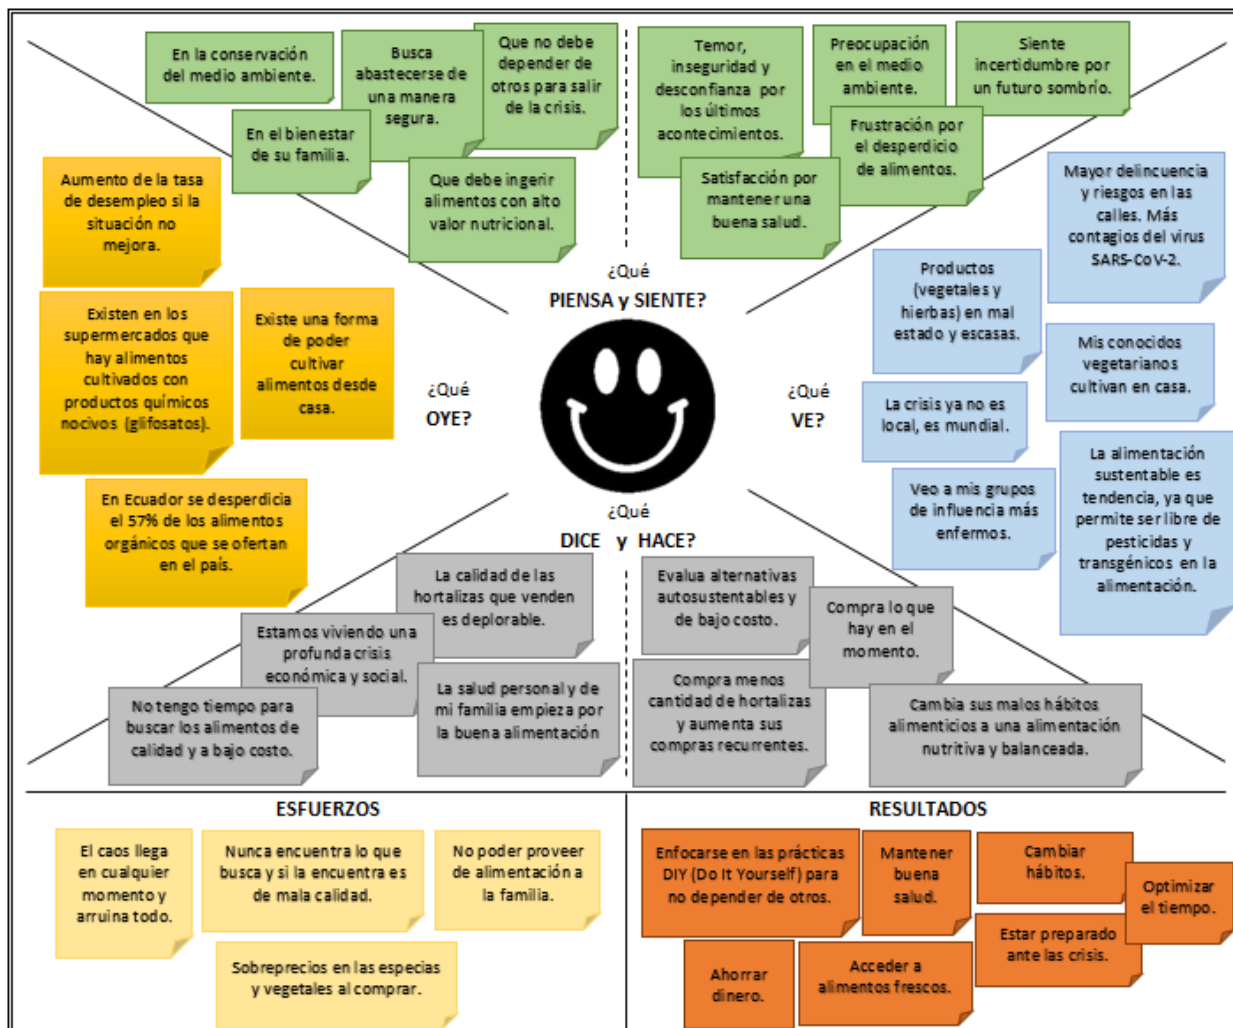 En la conservación
del medio ambiente.
Busca
abastecerse de
una manera
segura.
Que no debe
depender de
otros para salir
de la crisis.
En el bienestar
de su familia.
Que debe ingerir
alimentos con alto
valor nutricional.
Temor,
inseguridad y
desconfianza por
los últimos
acontecimientos.
Preocupación
en el medio
ambiente.
Siente
incertidumbre por
un futuro sombrío.
Frustración por
el desperdicio
de alimentos.
Satisfacción por
mantener una
buena salud.
¿Qué
PIENSA y SIENTE?
Aumento de la tasa
de desempleo si la
situación no
mejora.
Existen en los
supermercados que
hay alimentos
cultivados con
productos químicos
nocivos (glifosatos).
Existe una forma
de poder
cultivar
alimentos desde
casa.
En Ecuador se desperdicia
el 57% de los alimentos
orgánicos que se ofertan
en el país.
¿Qué
OYE?
¿Qué
VE?
Mayor delincuencia
y riesgos en las
calles. Más
contagios del virus
SARS-CoV-2.
Productos
(vegetales y
hierbas) en mal
estado y escasas.
Mis conocidos
vegetarianos
cultivan en casa.
La crisis ya no es
local, es mundial.
Veo a mis grupos
de influencia más
enfermos.
La alimentación
sustentable es
tendencia, ya que
permite ser libre de
pesticidas y
transgénicos en la
alimentación.
¿Qué
DICE y HACE?
La calidad de las
hortalizas que venden
es deplorable.
Estamos viviendo una
profunda crisis
económica y social.
La salud personal y de
mi familia empieza por
la buena alimentación
No tengo tiempo para
buscar los alimentos de
calidad y a bajo costo.
Evalua alternativas
autosustentables y
de bajo costo.
Compra lo que
hay en el
momento.
Compra menos
cantidad de hortalizas
y aumenta sus
compras recurrentes.
Cambia sus malos hábitos
alimenticios a una alimentación
nutritiva y balanceada.
ESFUERZOS
El caos llega
en cualquier
momento y
arruina todo.
Nunca encuentra lo que
busca y si la encuentra es
de mala calidad.
No poder proveer
de alimentación a
la familia.
Sobreprecios en las especias
y vegetales al comprar.
RESULTADOS
Enfocarse en las prácticas
DIY (Do It Yourself) para
no depender de otros.
Mantener
buena
salud.
Cambiar
hábitos.
Optimizar
el tiempo.
Ahorrar
dinero.
Acceder a
alimentos frescos.
Estar preparado
ante las crisis.